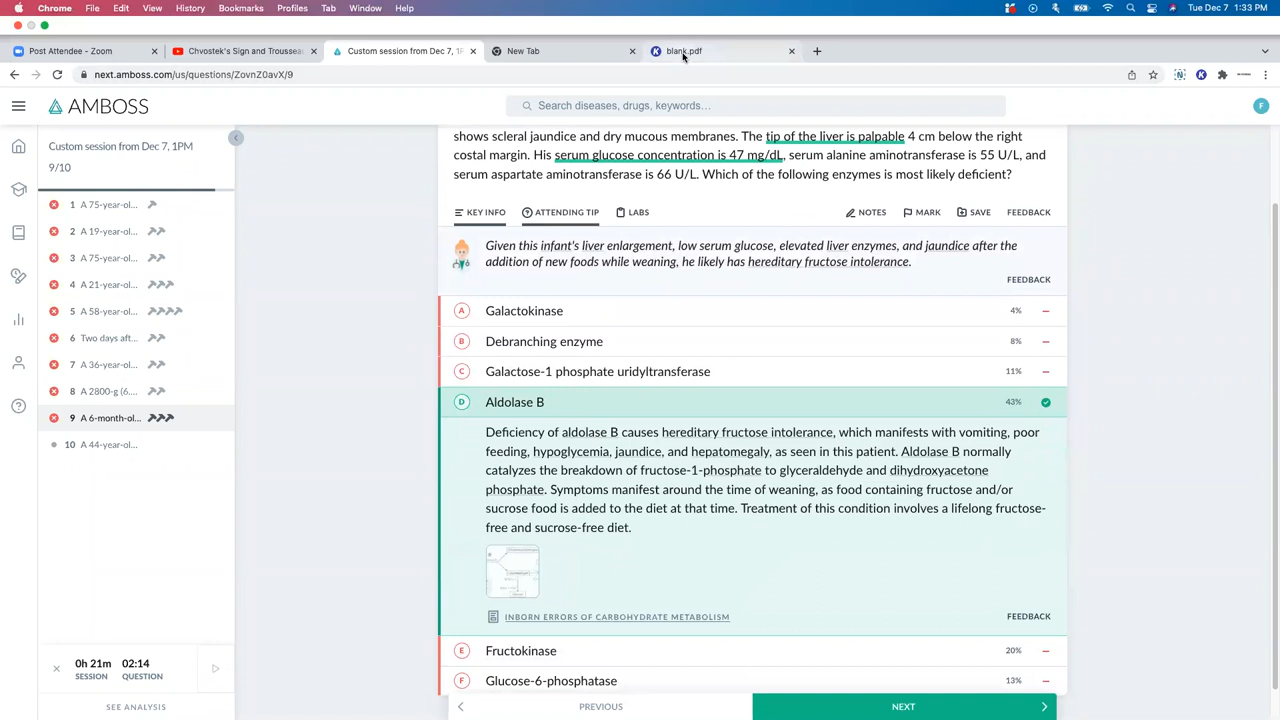 Chrome File Edit View History Bookmarks Profiles Tab Window Help
Tue Dec 7 1:33 PM
Post Attendee - Zoom
Chvostek's Sign and Troussea
Custom session from Dec 7, 1P
New Tab
blank.pdf
next.amboss.com/us/questions/ZovnZ0avX/9
AMBOSS
Search diseases, drugs, keywords...
F
Custom session from Dec 7, 1PM
9/10
1 A 75-year-ol...
2 A 19-year-ol...
3 A 75-year-ol...
4 A 21-year-ol...
5 A 58-year-ol...
6 Two days aft...
7 A 36-year-ol...
8 A 2800-g (6....
9 A 6-month-ol...
10 A 44-year-ol...
0h 21m 02:14
SESSION QUESTION
SEE ANALYSIS
shows scleral jaundice and dry mucous membranes. The tip of the liver is palpable 4 cm below the right
costal margin. His serum glucose concentration is 47 mg/dL, serum alanine aminotransferase is 55 U/L, and
serum aspartate aminotransferase is 66 U/L. Which of the following enzymes is most likely deficient?
KEY INFO ATTENDING TIP LABS NOTES MARK SAVE FEEDBACK
Given this infant's liver enlargement, low serum glucose, elevated liver enzymes, and jaundice after the
addition of new foods while weaning, he likely has hereditary fructose intolerance.
FEEDBACK
A Galactokinase 4%
B Debranching enzyme 8%
C Galactose-1 phosphate uridyltransferase 11%
D Aldolase B 43%
Deficiency of aldolase B causes hereditary fructose intolerance, which manifests with vomiting, poor
feeding, hypoglycemia, jaundice, and hepatomegaly, as seen in this patient. Aldolase B normally
catalyzes the breakdown of fructose-1-phosphate to glyceraldehyde and dihydroxyacetone
phosphate. Symptoms manifest around the time of weaning, as food containing fructose and/or
sucrose food is added to the diet at that time. Treatment of this condition involves a lifelong fructose-
free and sucrose-free diet.
INBORN ERRORS OF CARBOHYDRATE METABOLISM FEEDBACK
E Fructokinase 20%
F Glucose-6-phosphatase 13%
PREVIOUS NEXT